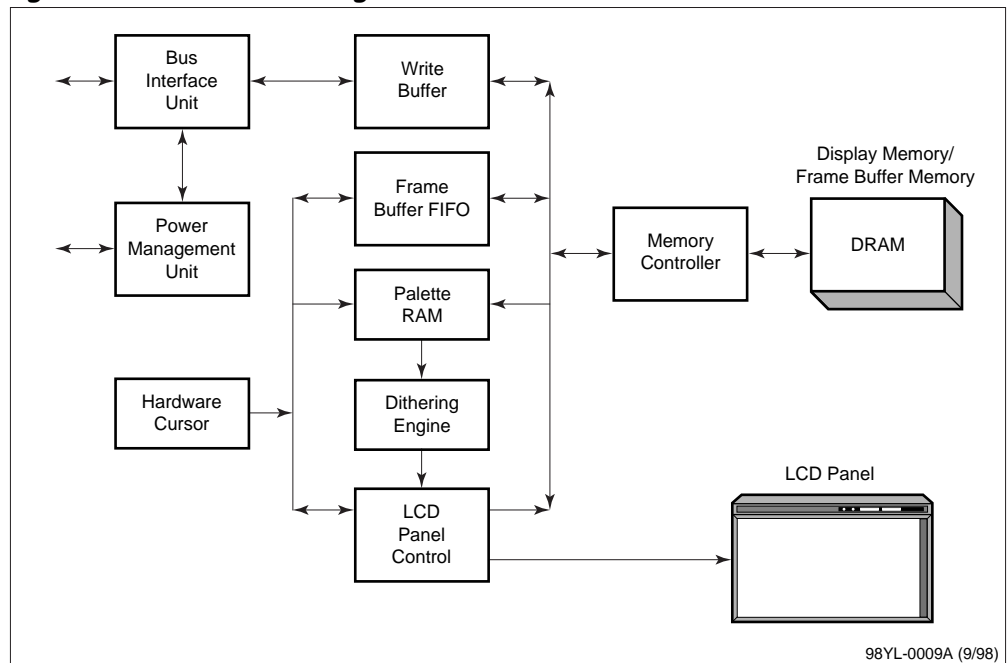 Bus
Interface
Unit
Write
Buffer
Display Memory/
Frame Buffer Memory
Frame
Buffer FIFO
Power
Management
Unit
Memory
Controller
DRAM
Palette
RAM
Hardware
Cursor
Dithering
Engine
LCD Panel
LCD
Panel
Control
98YL-0009A (9/98)